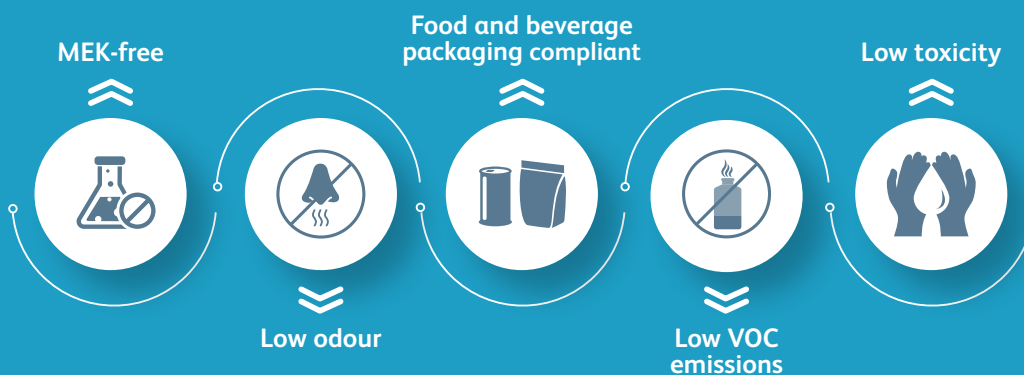 MEK-free
Low odour
Food and beverage
packaging compliant
Low VOC
emissions
Low toxicity